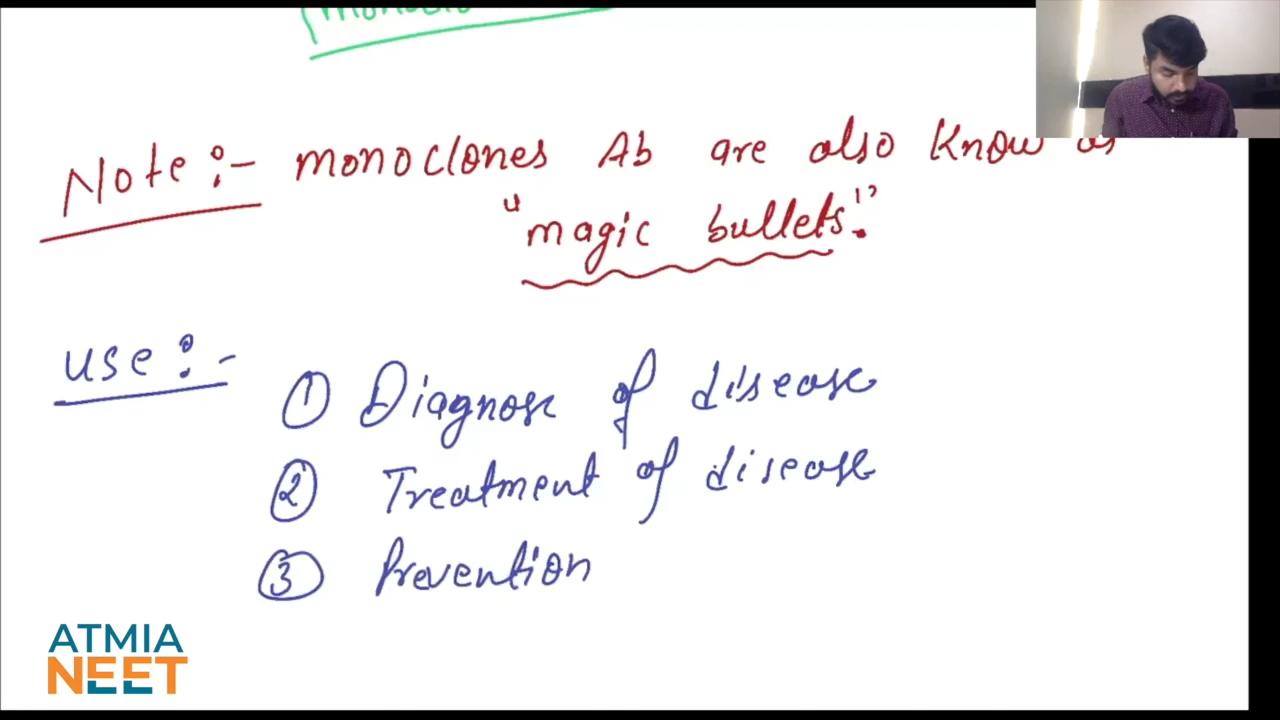 Note :- monoclones Ab are also know as
"magic bullets".
use :-
① Diagnose of disease
② Treatment of disease
③ Prevention
ATMIA
NEET